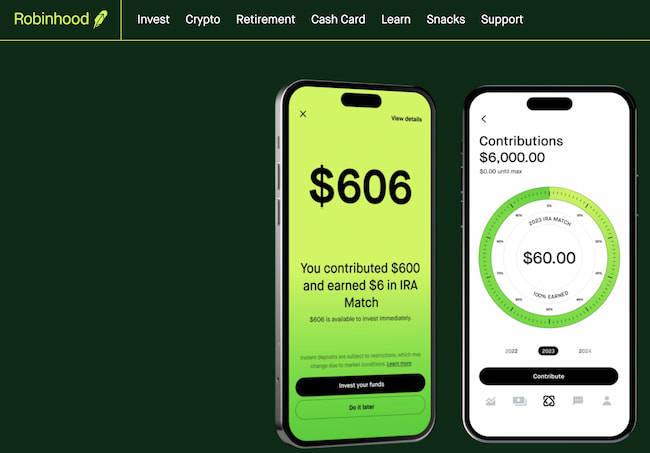 Robinhood Invest Crypto Retirement Cash Card Learn Snacks Support
View details
$606
You contributed $600
and earned $6 in IRA
Match
$606 is available to invest immediately.
Instant deposits are subject to restrictions, which may
change due to market conditions. Learn more
Invest your funds
Do it later
Contributions
$6,000.00
$0.00 until max
2023 IRA MATCH
$60.00
100% EARNED
2022 2023 2024
Contribute